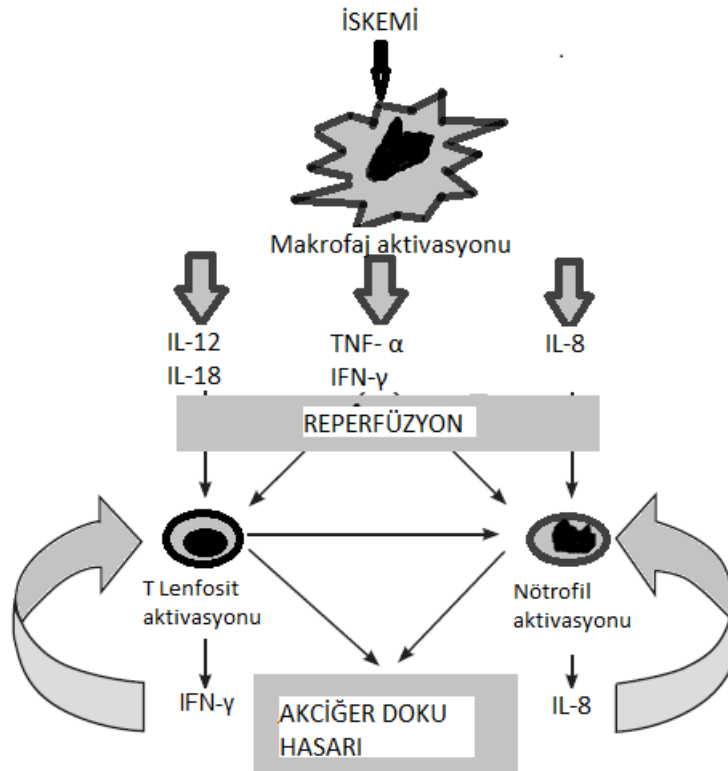 İSKEMİ
Makrofaj aktivasyonu
IL-12
IL-18
TNF- α
IFN-γ
IL-8
REPERFÜZYON
T Lenfosit
aktivasyonu
Nötrofil
aktivasyonu
IFN-γ
IL-8
AKCİĞER DOKU
HASARI